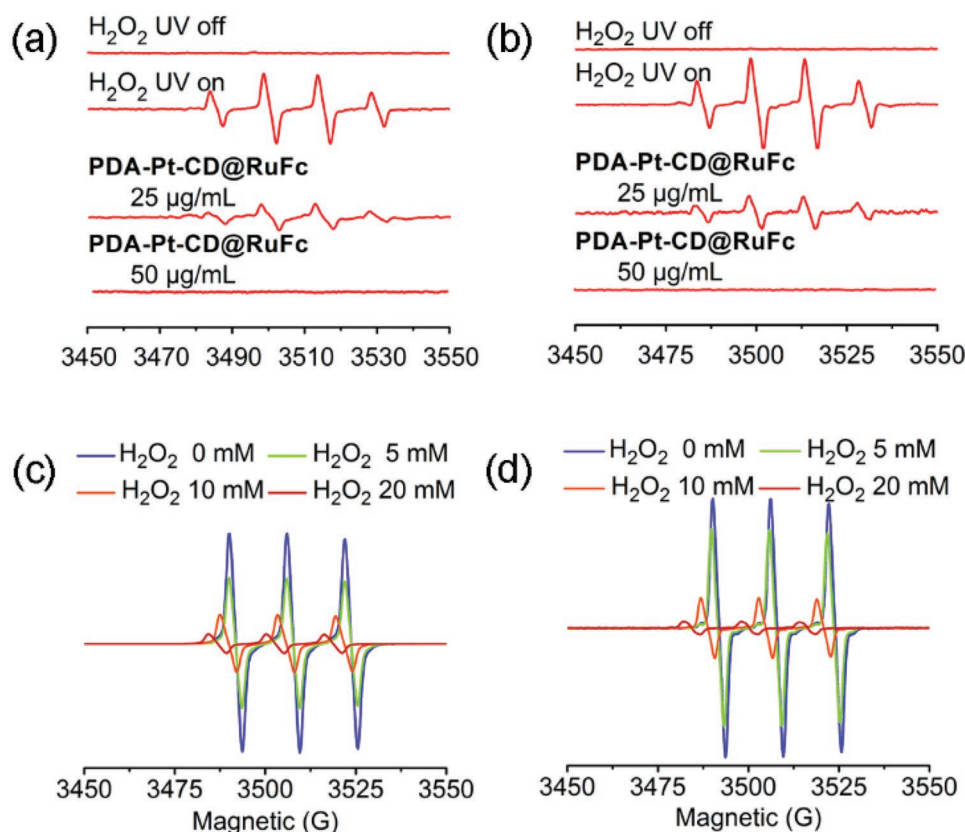 (a)
H₂O₂ UV off
H₂O₂ UV on
PDA-Pt-CD@RuFc
25 µg/mL
PDA-Pt-CD@RuFc
50 µg/mL
3450 3470 3490 3510 3530 3550
(b)
H₂O₂ UV off
H₂O₂ UV on
PDA-Pt-CD@RuFc
25 µg/mL
PDA-Pt-CD@RuFc
50 µg/mL
3450 3475 3500 3525 3550
(c)
H₂O₂ 0 mM H₂O₂ 5 mM
H₂O₂ 10 mM H₂O₂ 20 mM
3450 3475 3500 3525 3550
Magnetic (G)
(d)
H₂O₂ 0 mM H₂O₂ 5 mM
H₂O₂ 10 mM H₂O₂ 20 mM
3450 3475 3500 3525 3550
Magnetic (G)